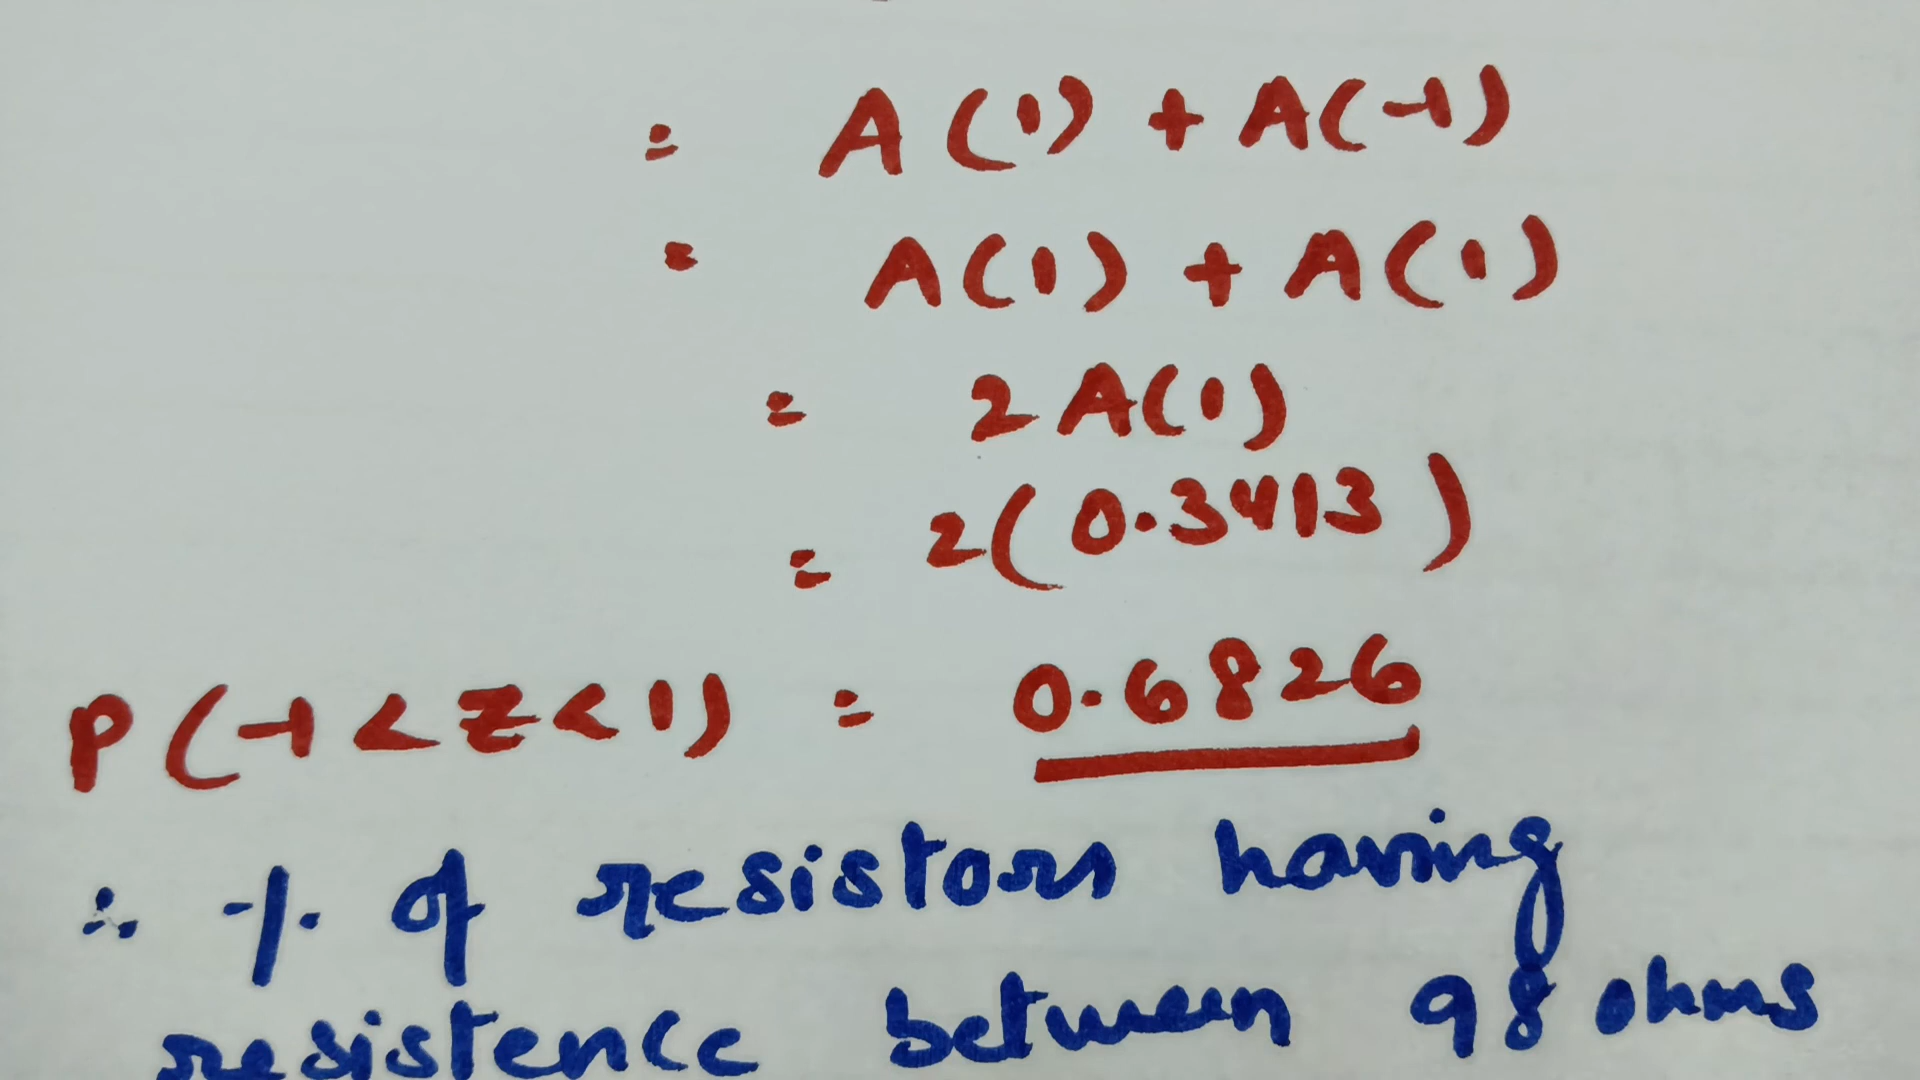 = A(1) + A(-1)
= A(1) + A(1)
= 2A(1)
= 2(0.3413)
P(-1<z<1) = 0.6826
∴ % of resistors having
resistence between 98 ohms